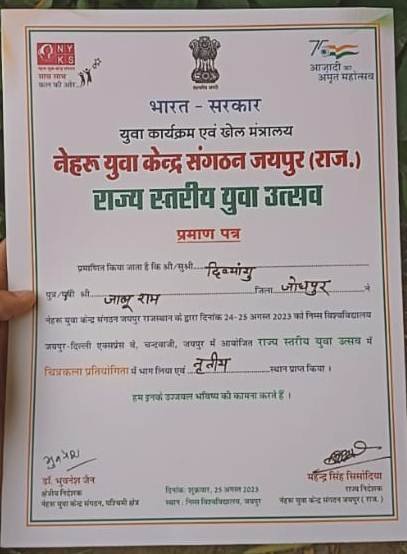 NYKS
साथ साथ
कल की ओर...
आज़ादी का
अमृत महोत्सव
भारत - सरकार
युवा कार्यक्रम एवं खेल मंत्रालय
नेहरू युवा केन्द्र संगठन जयपुर (राज.)
राज्य स्तरीय युवा उत्सव
प्रमाण पत्र
प्रमाणित किया जाता है कि श्री/सुश्री दिव्यांशु
पुत्र/पुत्री श्री जालू राम जिला जोधपुर ने
नेहरू युवा केन्द्र संगठन जयपुर राजस्थान के द्वारा दिनांक 24-25 अगस्त 2023 को निम्स विश्वविद्यालय
जयपुर-दिल्ली एक्सप्रेस वे, चन्दवाजी, जयपुर में आयोजित राज्य स्तरीय युवा उत्सव में
चित्रकला प्रतियोगिता में भाग लिया एवं तृतीय स्थान प्राप्त किया ।
हम इनके उज्जवल भविष्य की कामना करते हैं ।
डॉ. भुवनेश जैन
क्षेत्रीय निदेशक
नेहरू युवा केन्द्र संगठन, पश्चिमी क्षेत्र
दिनांक: शुक्रवार, 25 अगस्त 2023
स्थान : निम्स विश्वविद्यालय, जयपुर
महेन्द्र सिंह सिसोदिया
राज्य निदेशक
नेहरू युवा केन्द्र संगठन जयपुर ( राज. )